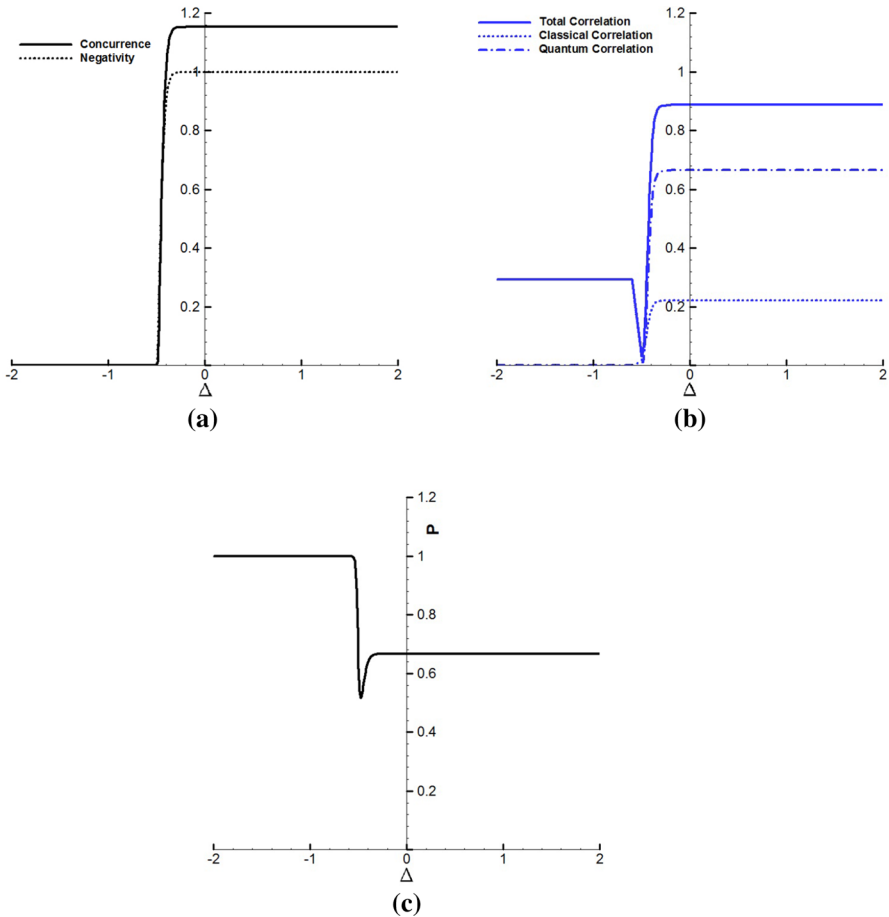 Concurrence
Negativity
1.2
1
0.8
0.6
0.4
0.2
-2 -1 0 1 2
Δ
(a)
Total Correlation
Classical Correlation
Quantum Correlation
1.2
1
0.8
0.6
0.4
0.2
-2 -1 0 1 2
Δ
(b)
P
1.2
1
0.8
0.6
0.4
0.2
-2 -1 0 1 2
Δ
(c)